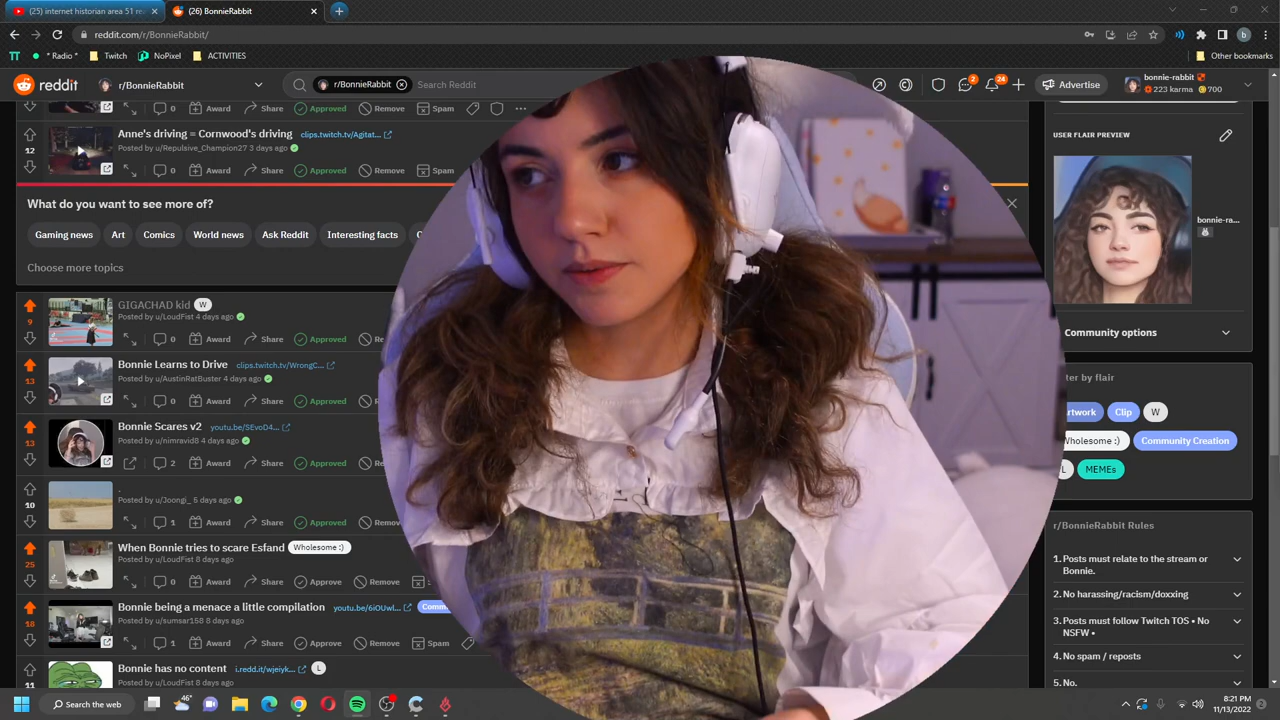 (25) internet historian area 51 r
(26) BonnieRabbit
reddit.com/r/BonnieRabbit/
TT
* Radio *
Twitch
NoPixel
ACTIVITIES
Other bookmarks
reddit
r/BonnieRabbit
r/BonnieRabbit
Search Reddit
2
24
Advertise
bonnie-rabbit
223 karma
700
0
Share
Approved
Remove
Spam
12
Anne's driving = Cornwood's driving
clips.twitch.tv/Agitat...
Posted by u/Repulsive_Champion27 3 days ago
0
Award
Share
Approved
Remove
Spam
What do you want to see more of?
Gaming news
Art
Comics
World news
Ask Reddit
Interesting facts
Choose more topics
9
GIGACHAD kid
W
Posted by u/LoudFist 4 days ago
0
Award
Share
Approved
Re
13
Bonnie Learns to Drive
clips.twitch.tv/WrongC...
Posted by u/AustinRatBuster 4 days ago
0
Award
Share
Approved
Re
13
Bonnie Scares v2
youtu.be/SEvoD4...
Posted by u/nimravid8 4 days ago
2
Award
Share
Approved
Re
10
.
Posted by u/Joongi_ 5 days ago
1
Award
Share
Approved
Re
25
When Bonnie tries to scare Esfand
Wholesome :)
Posted by u/LoudFist 8 days ago
0
Award
Share
Approve
Remove
18
Bonnie being a menace a little compilation
youtu.be/6iOUwl...
Comm
Posted by u/sumsar158 8 days ago
1
Award
Share
Approve
Remove
Spam
11
Bonnie has no content
i.redd.it/wjeiyk...
L
USER FLAIR PREVIEW
bonnie-ra...
Community options
ter by flair
rtwork
Clip
W
Wholesome :)
Community Creation
L
MEMEs
r/BonnieRabbit Rules
1. Posts must relate to the stream or
Bonnie.
2. No harassing/racism/doxxing
3. Posts must follow Twitch TOS • No
NSFW •
4. No spam / reposts
5. No.
46°
Search the web
8:21 PM
11/13/2022